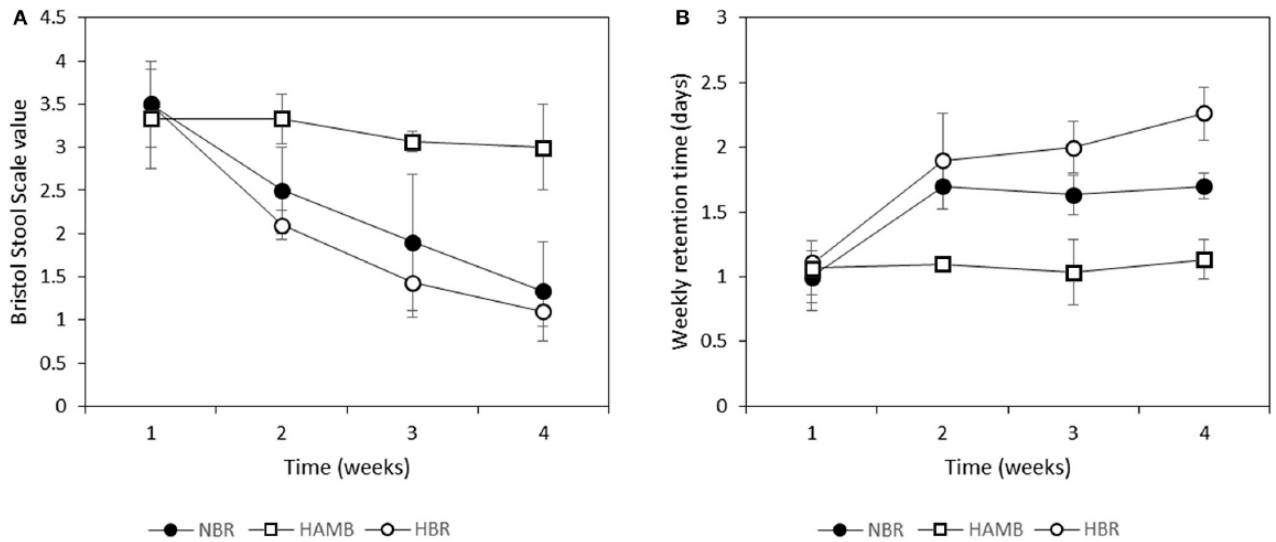 A
Bristol Stool Scale value
4.5
4
3.5
3
2.5
2
1.5
1
0.5
0
1 2 3 4
Time (weeks)
NBR HAMB HBR
B
Weekly retention time (days)
3
2.5
2
1.5
1
0.5
0
1 2 3 4
Time (weeks)
NBR HAMB HBR